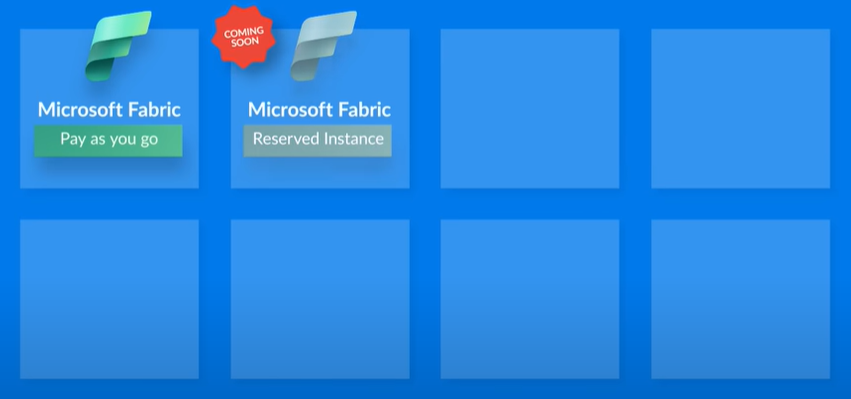 Microsoft Fabric
Pay as you go
COMING
SOON
Microsoft Fabric
Reserved Instance